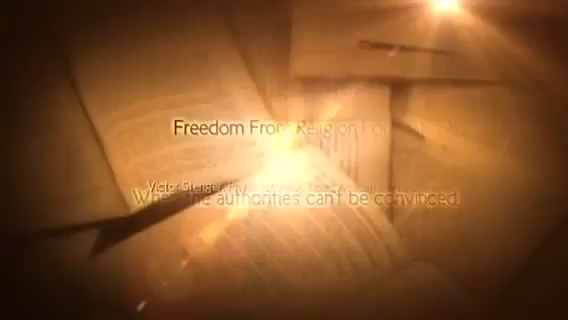 Freedom From Religion
Victor Stenger
When the authorities can't be convinced.